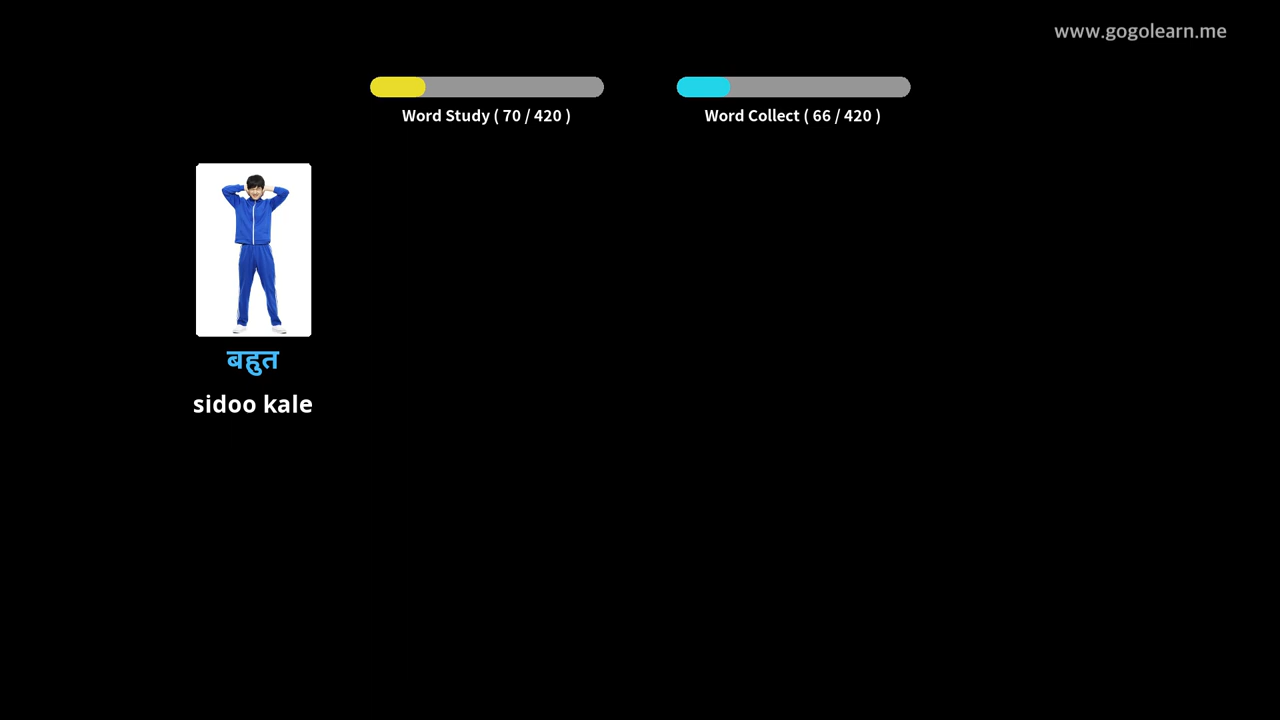 www.gogolearn.me
Word Study ( 70 / 420 )
Word Collect ( 66 / 420 )
बहुत
sidoo kale